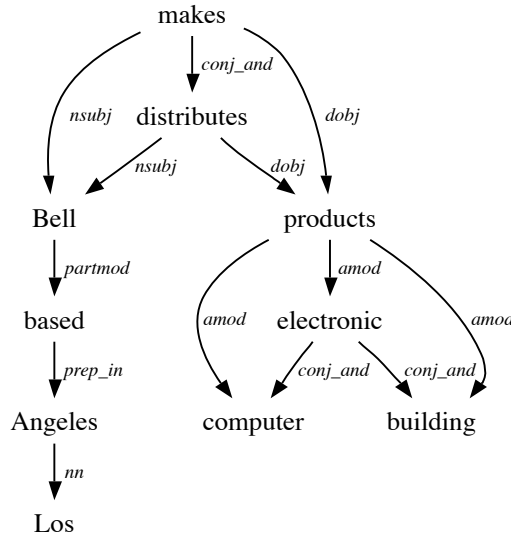 makes
conj_and
nsubj distributes dobj
nsubj dobj
Bell products
partmod amod
based amod electronic amod
prep_in conj_and conj_and
Angeles computer building
nn
Los